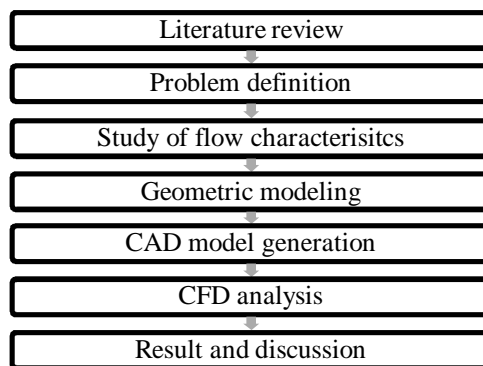 Literature review
Problem definition
Study of flow characterisitcs
Geometric modeling
CAD model generation
CFD analysis
Result and discussion